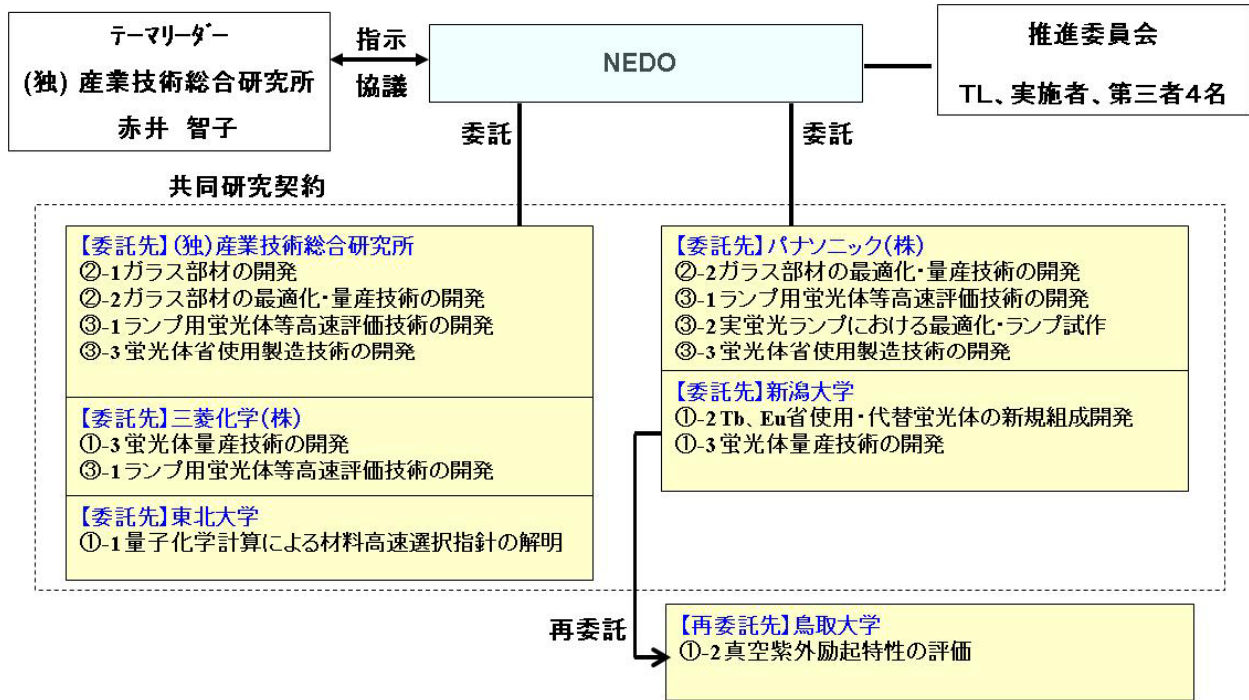 テーマリーダー
(独) 産業技術総合研究所
赤井 智子
指示
協議
NEDO
推進委員会
TL、実施者、第三者4名
委託
委託
共同研究契約
【委託先】(独)産業技術総合研究所
②-1ガラス部材の開発
②-2ガラス部材の最適化・量産技術の開発
③-1ランプ用蛍光体等高速評価技術の開発
③-3蛍光体省使用製造技術の開発
【委託先】三菱化学(株)
①-3蛍光体量産技術の開発
③-1ランプ用蛍光体等高速評価技術の開発
【委託先】東北大学
①-1量子化学計算による材料高速選択指針の解明
【委託先】パナソニック(株)
②-2ガラス部材の最適化・量産技術の開発
③-1ランプ用蛍光体等高速評価技術の開発
③-2実蛍光ランプにおける最適化・ランプ試作
③-3蛍光体省使用製造技術の開発
【委託先】新潟大学
①-2Tb、Eu省使用・代替蛍光体の新規組成開発
①-3蛍光体量産技術の開発
再委託
【再委託先】鳥取大学
①-2真空紫外励起特性の評価